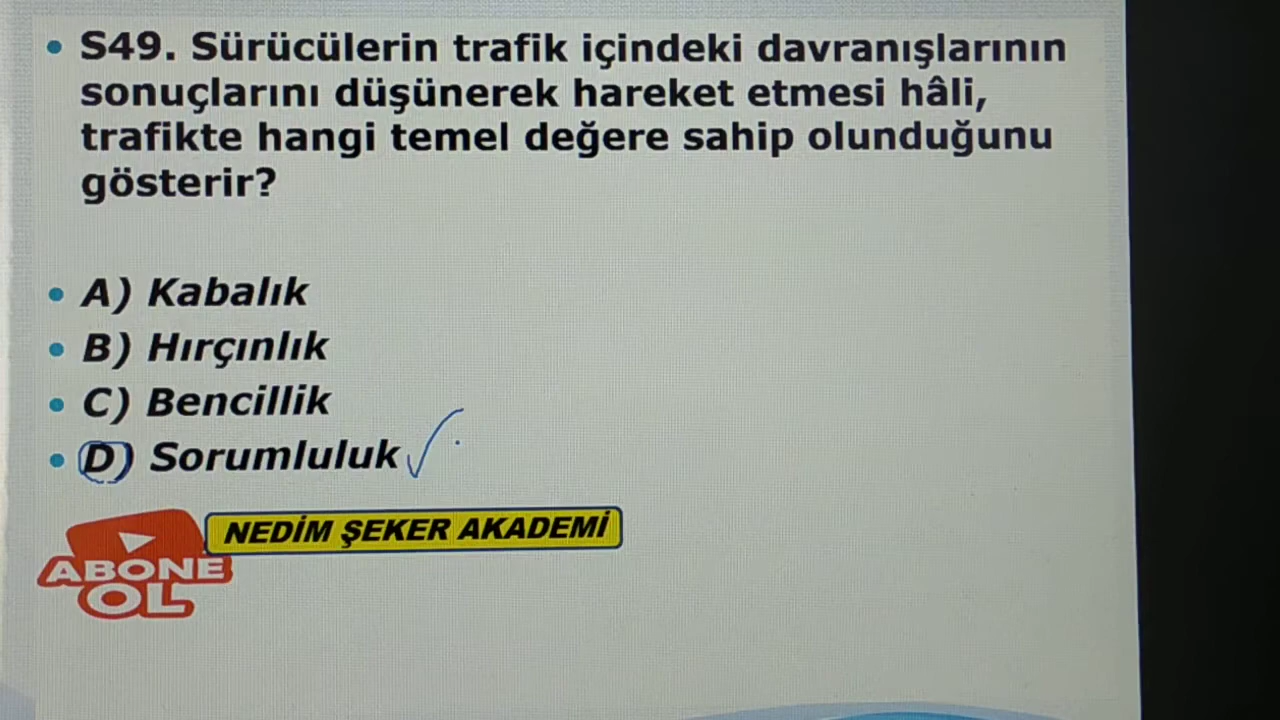 • S49. Sürücülerin trafik içindeki davranışlarının
sonuçlarını düşünerek hareket etmesi hâli,
trafikte hangi temel değere sahip olunduğunu
gösterir?
• A) Kabalık
• B) Hırçınlık
• C) Bencillik
• D) Sorumluluk
NEDİM ŞEKER AKADEMİ
ABONE
OL